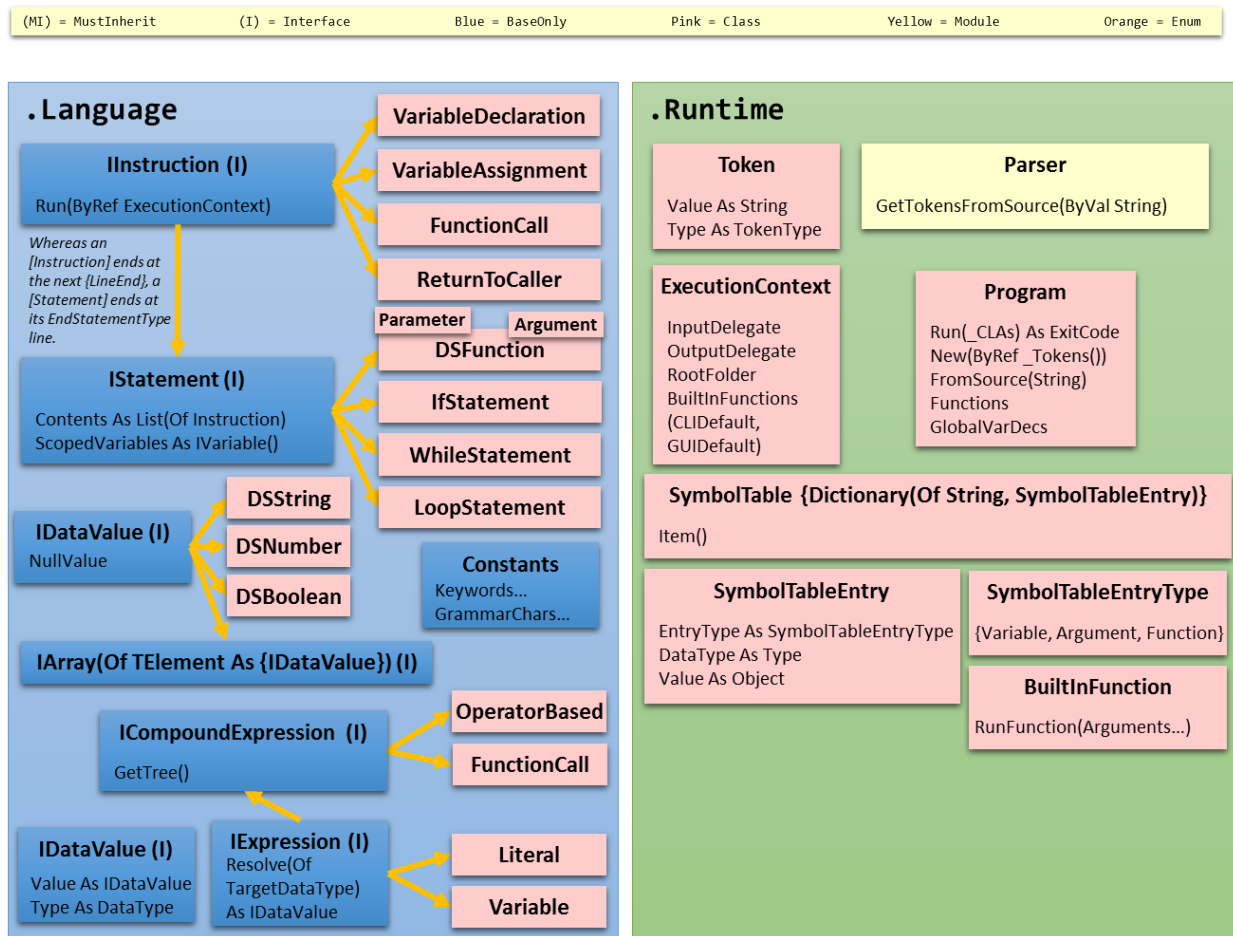 (MI) = MustInherit (I) = Interface Blue = BaseOnly Pink = Class Yellow = Module Orange = Enum
.Language
IInstruction (I)
Run(ByRef ExecutionContext)
Whereas an
[Instruction] ends at
the next {LineEnd}, a
[Statement] ends at
its EndStatementType
line.
VariableDeclaration
VariableAssignment
FunctionCall
ReturnToCaller
IStatement (I)
Contents As List(Of Instruction)
ScopedVariables As IVariable()
Parameter
Argument
DSFunction
IfStatement
WhileStatement
LoopStatement
IDataValue (I)
NullValue
DSString
DSNumber
DSBoolean
Constants
Keywords...
GrammarChars...
IArray(Of TElement As {IDataValue}) (I)
ICompoundExpression (I)
GetTree()
OperatorBased
FunctionCall
IDataValue (I)
Value As IDataValue
Type As DataType
IExpression (I)
Resolve(Of
TargetDataType)
As IDataValue
Literal
Variable
.Runtime
Token
Value As String
Type As TokenType
Parser
GetTokensFromSource(ByVal String)
ExecutionContext
InputDelegate
OutputDelegate
RootFolder
BuiltInFunctions
(CLIDefault,
GUIDefault)
Program
Run(_CLAs) As ExitCode
New(ByRef _Tokens())
FromSource(String)
Functions
GlobalVarDecs
SymbolTable {Dictionary(Of String, SymbolTableEntry)}
Item()
SymbolTableEntry
EntryType As SymbolTableEntryType
DataType As Type
Value As Object
SymbolTableEntryType
{Variable, Argument, Function}
BuiltInFunction
RunFunction(Arguments...)